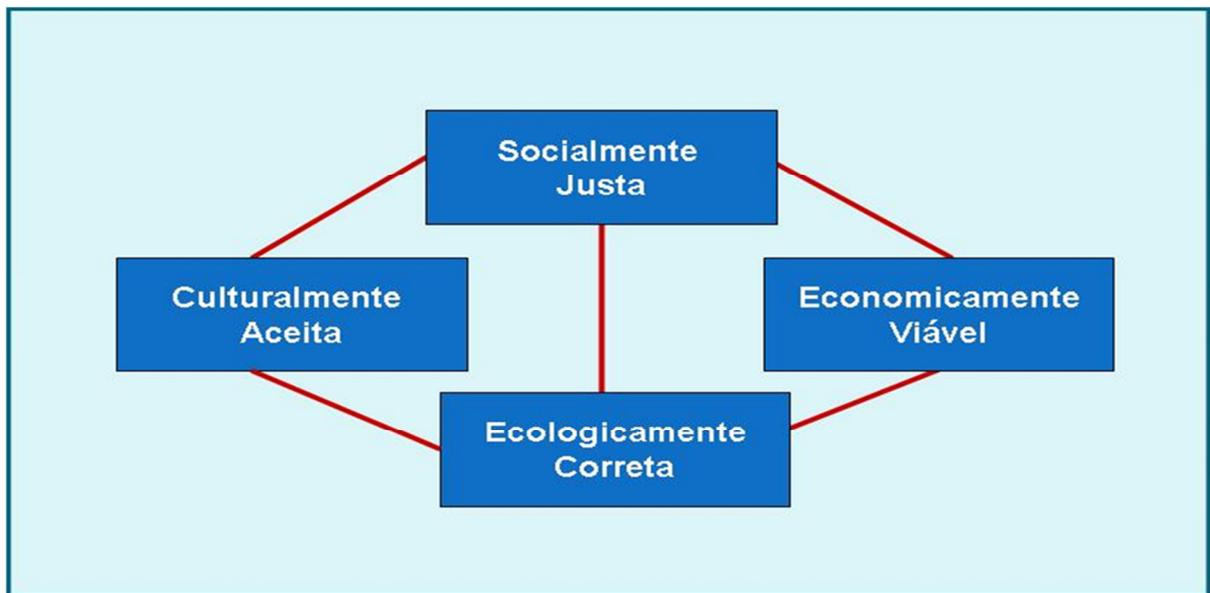 Socialmente
Justa
Culturalmente
Aceita
Economicamente
Viável
Ecologicamente
Correta